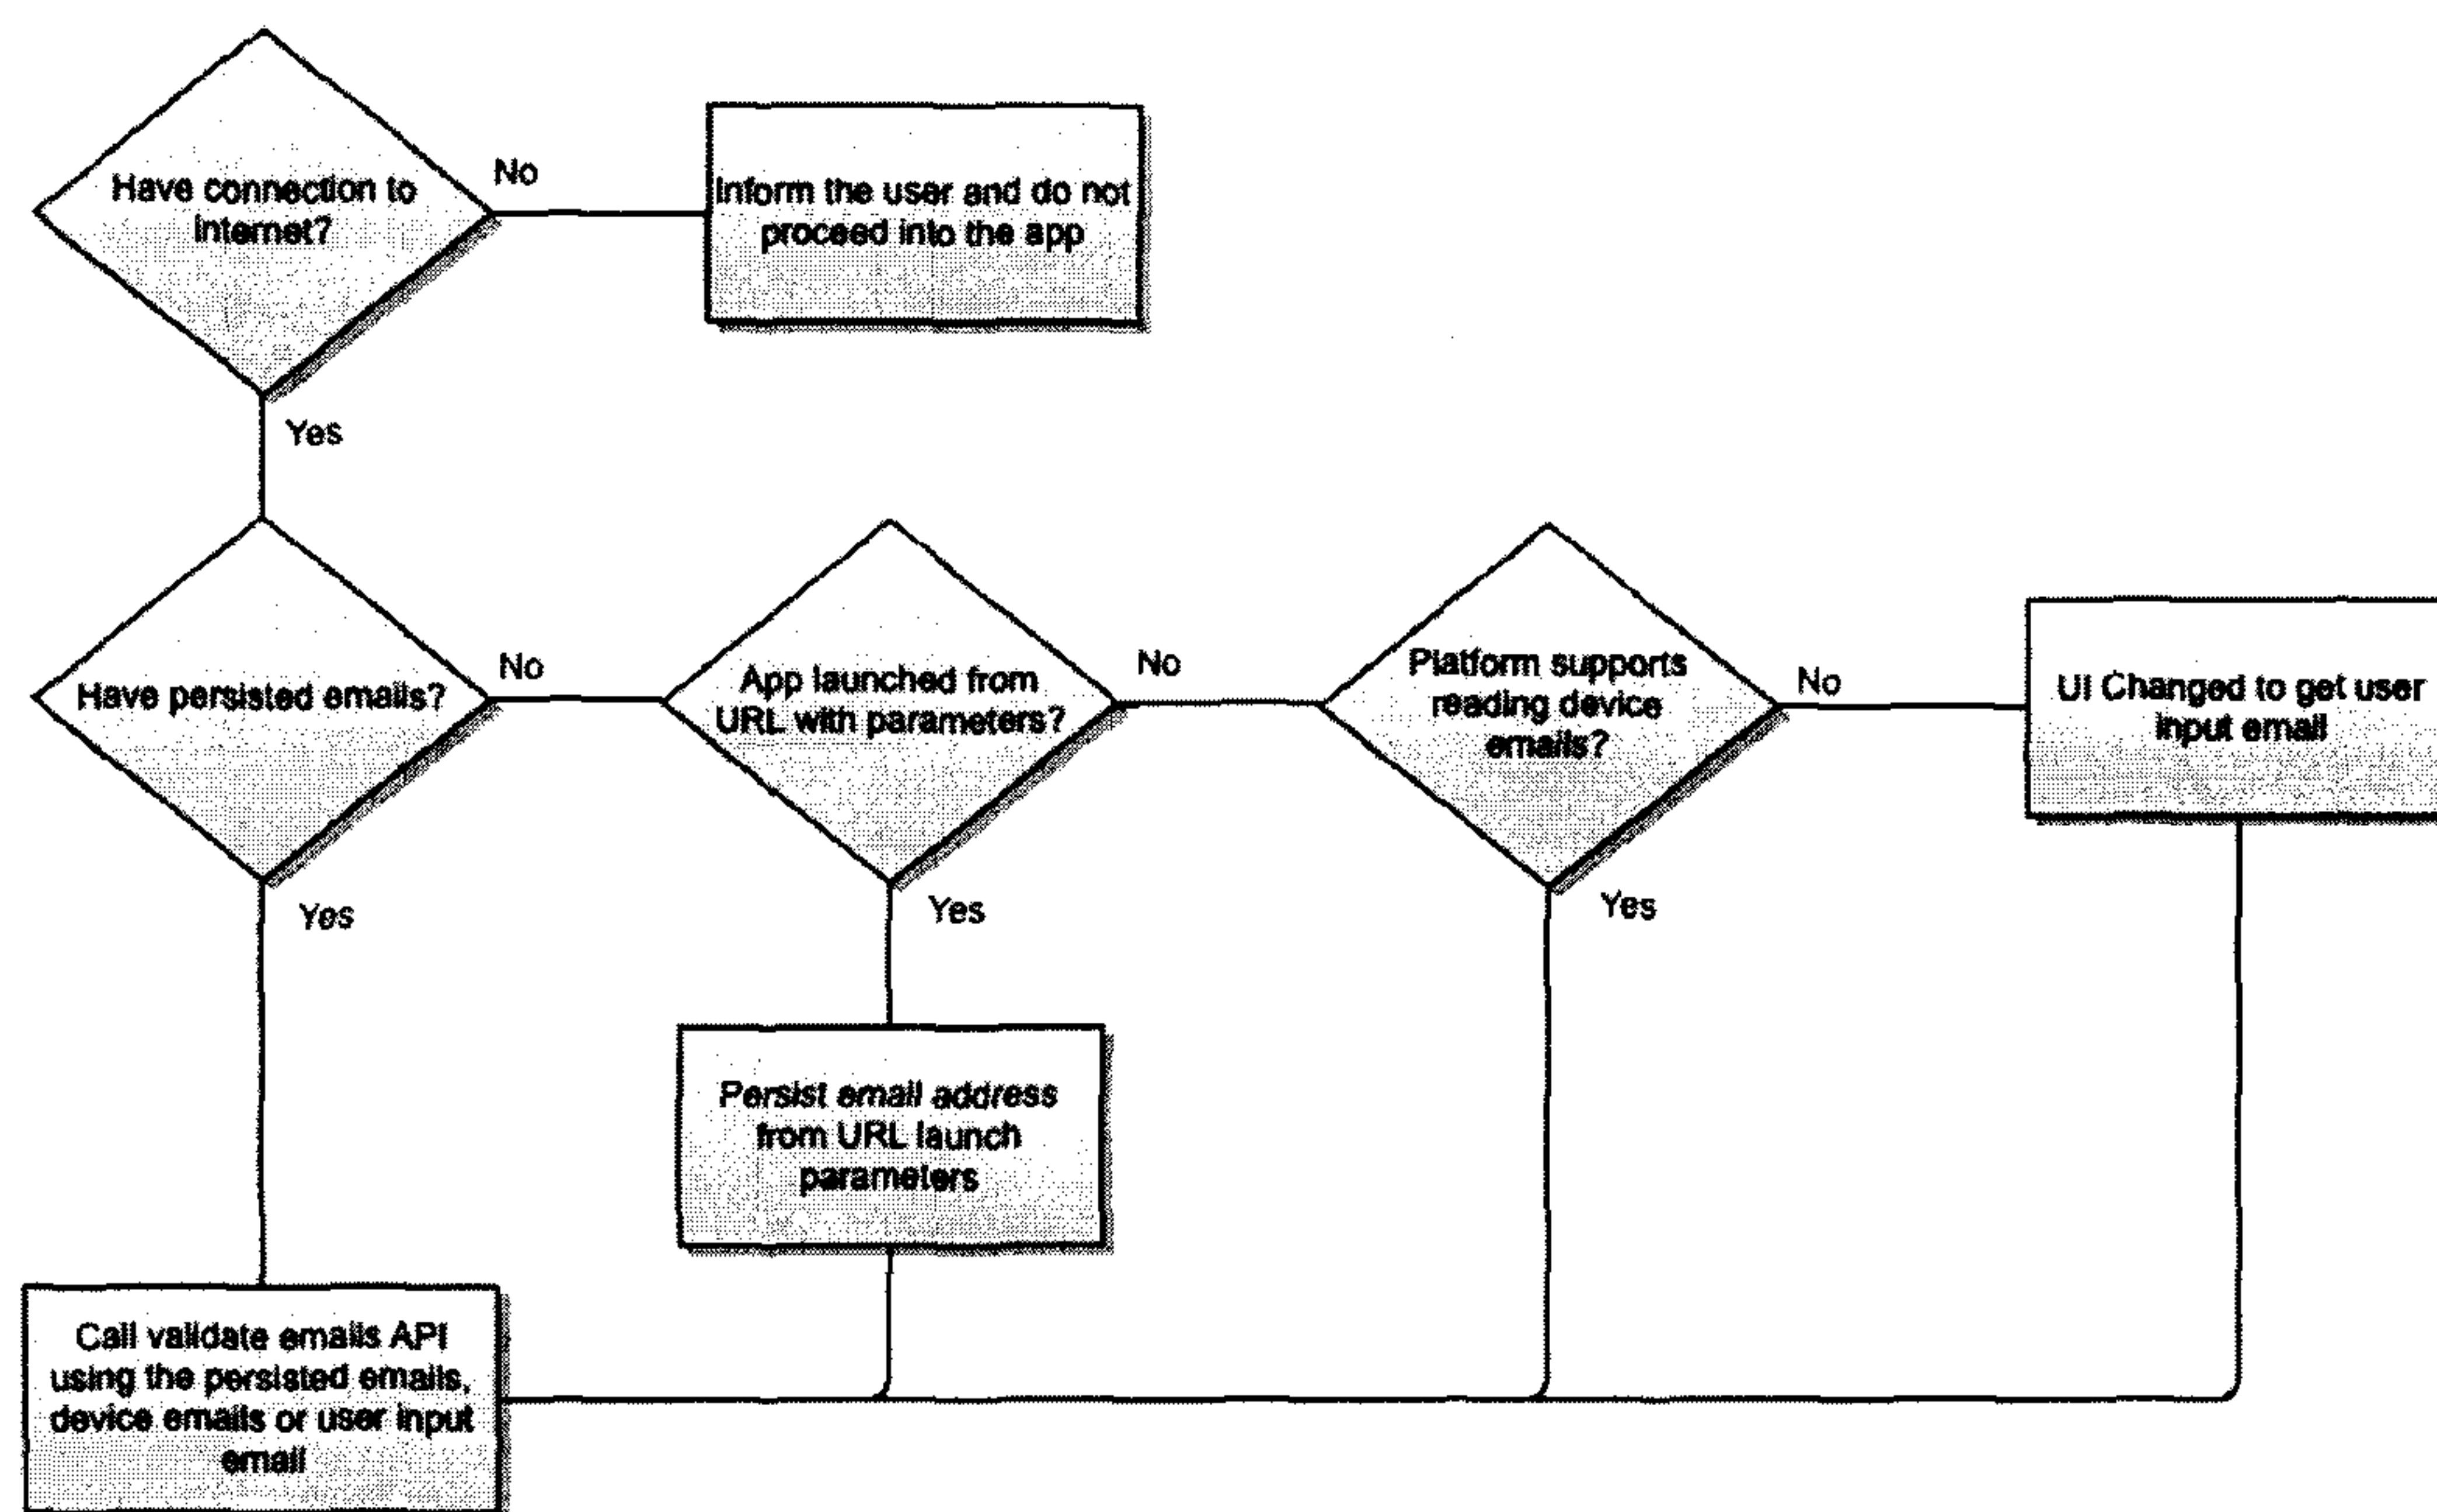 Have connection to
internet?
No
Inform the user and do not
proceed into the app
Yes
Have persisted emails?
No
App launched from
URL with parameters?
No
Platform supports
reading device
emails?
No
UI Changed to get user
input email
Yes
Yes
Yes
Persist email address
from URL launch
parameters
Call validate emails API
using the persisted emails,
device emails or user input
email